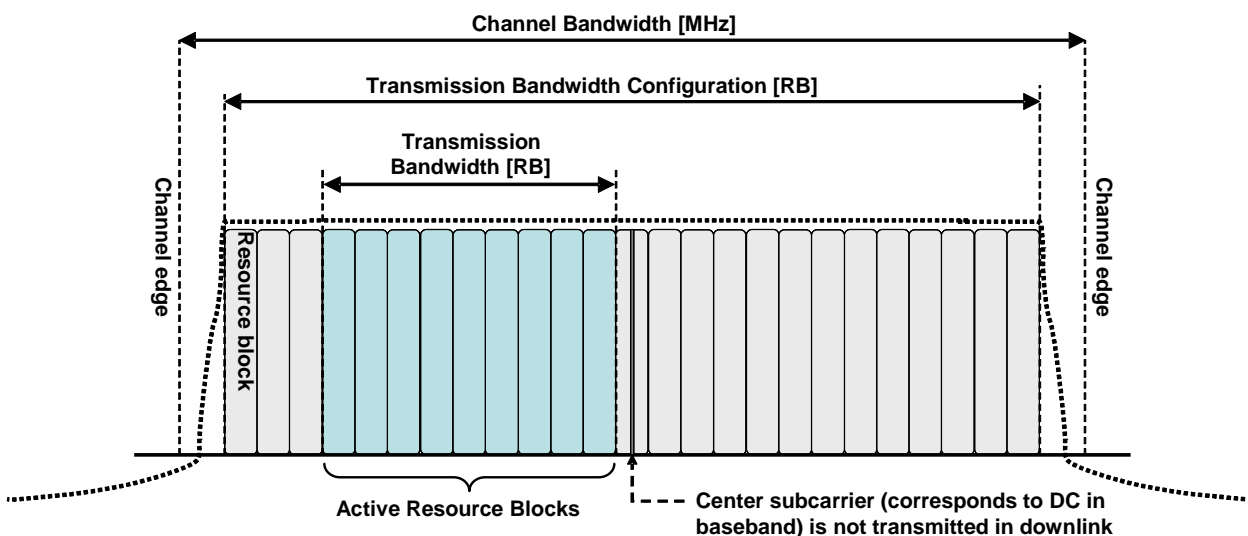 Channel Bandwidth [MHz]
Transmission Bandwidth Configuration [RB]
Transmission
Bandwidth [RB]
Channel edge
Channel edge
Resource block
Active Resource Blocks
Center subcarrier (corresponds to DC in
baseband) is not transmitted in downlink